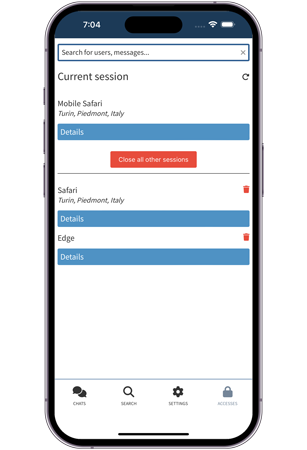 7:04
Search for users, messages...
Current session
Mobile Safari
Turin, Piedmont, Italy
Details
Close all other sessions
Safari
Turin, Piedmont, Italy
Details
Edge
Details
CHATS SEARCH SETTINGS ACCESSES